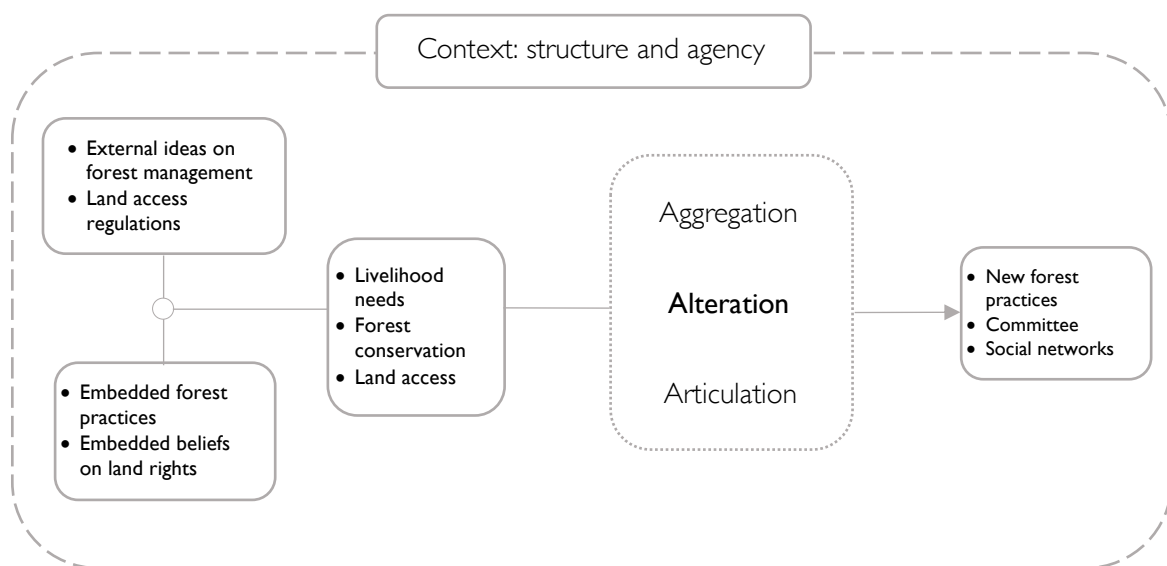 Context: structure and agency
• External ideas on
forest management
• Land access
regulations
• Embedded forest
practices
• Embedded beliefs
on land rights
• Livelihood
needs
• Forest
conservation
• Land access
Aggregation
Alteration
Articulation
• New forest
practices
• Committee
• Social networks